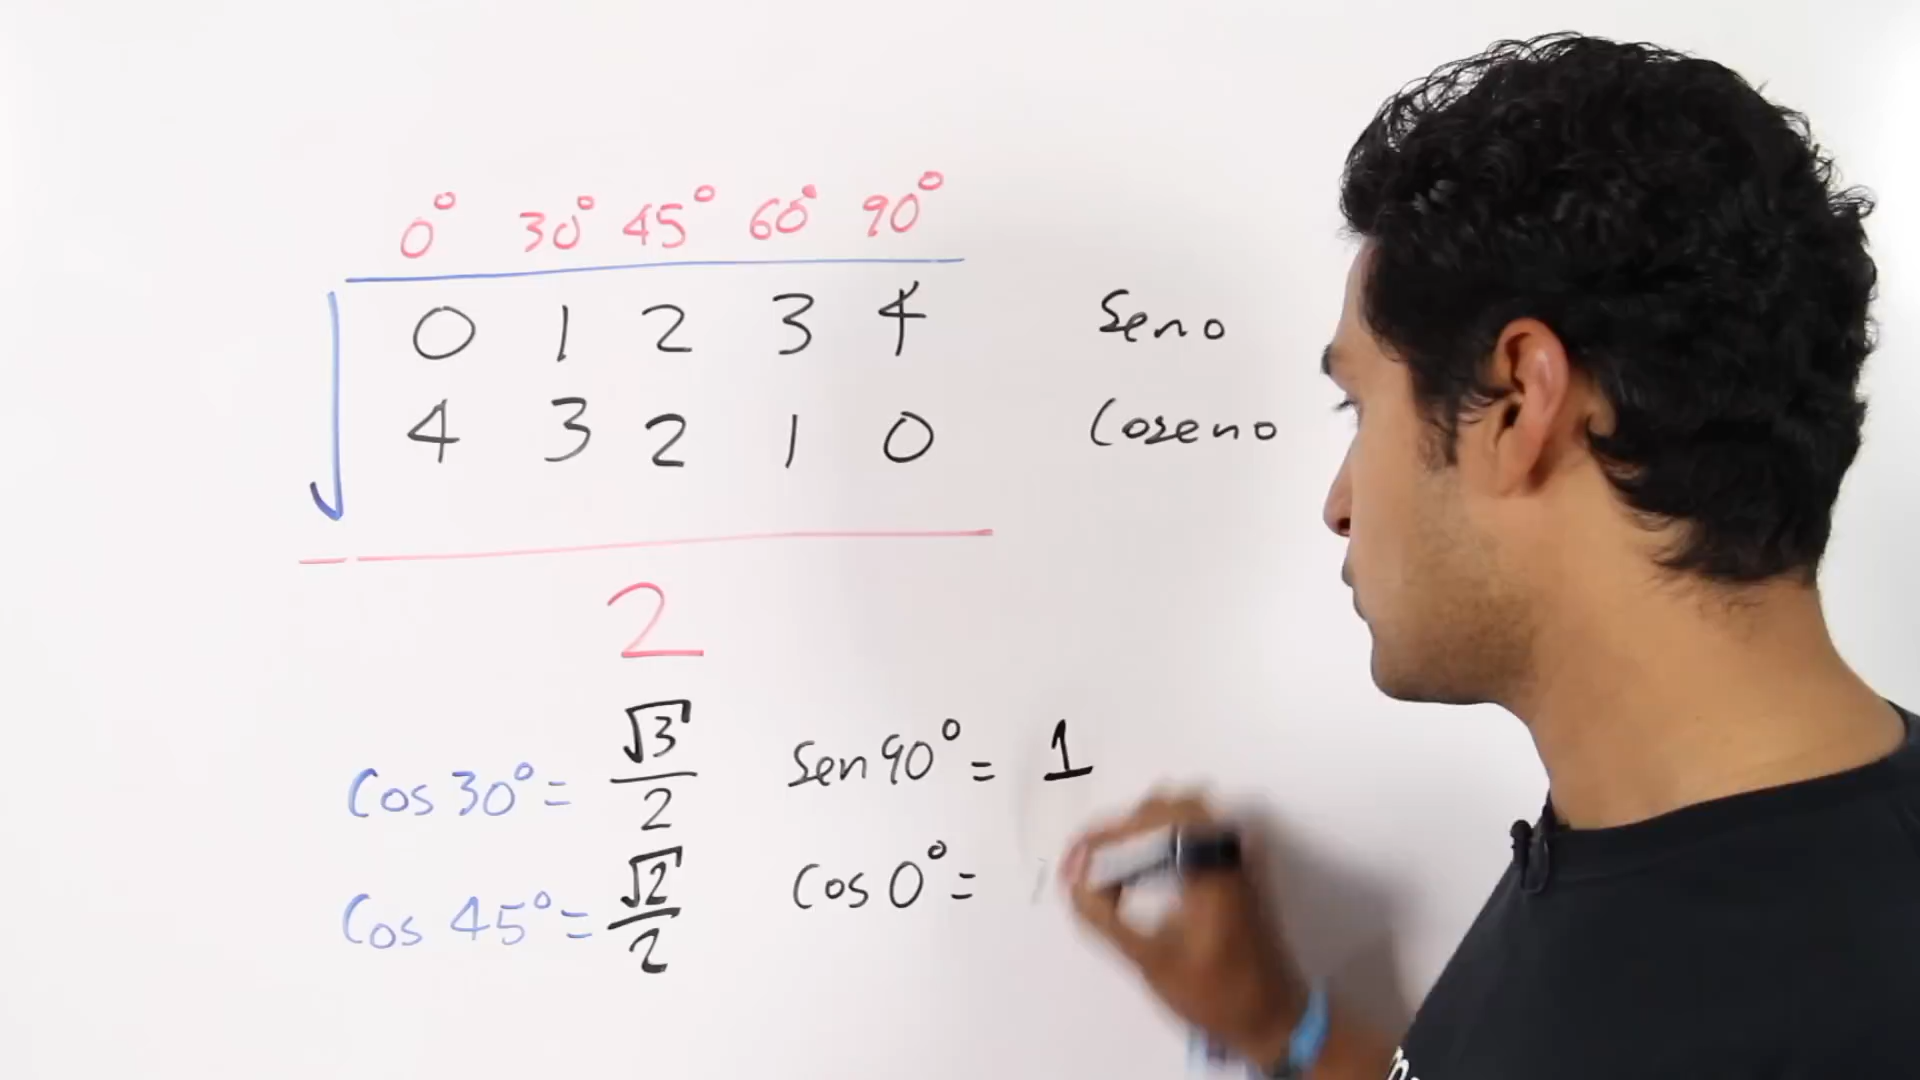 0° 30° 45° 60° 90°
0 1 2 3 4 Seno
4 3 2 1 0 Coseno
2
Cos 30° = √3/2
Sen 90° = 1
Cos 45° = √2/2
Cos 0° =